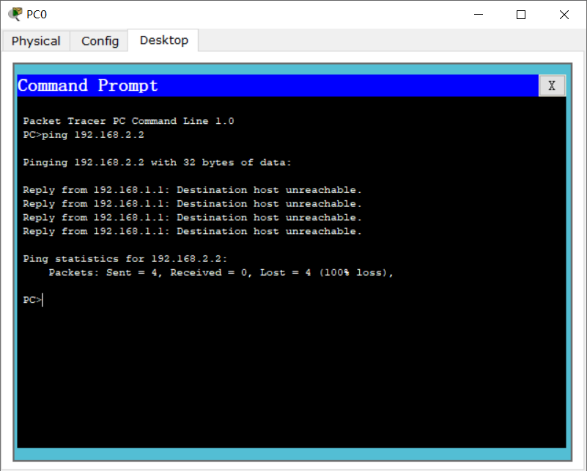 PC0
Physical Config Desktop
Command Prompt
X
Packet Tracer PC Command Line 1.0
PC>ping 192.168.2.2
Pinging 192.168.2.2 with 32 bytes of data:
Reply from 192.168.1.1: Destination host unreachable.
Reply from 192.168.1.1: Destination host unreachable.
Reply from 192.168.1.1: Destination host unreachable.
Reply from 192.168.1.1: Destination host unreachable.
Ping statistics for 192.168.2.2:
    Packets: Sent = 4, Received = 0, Lost = 4 (100% loss),
PC>